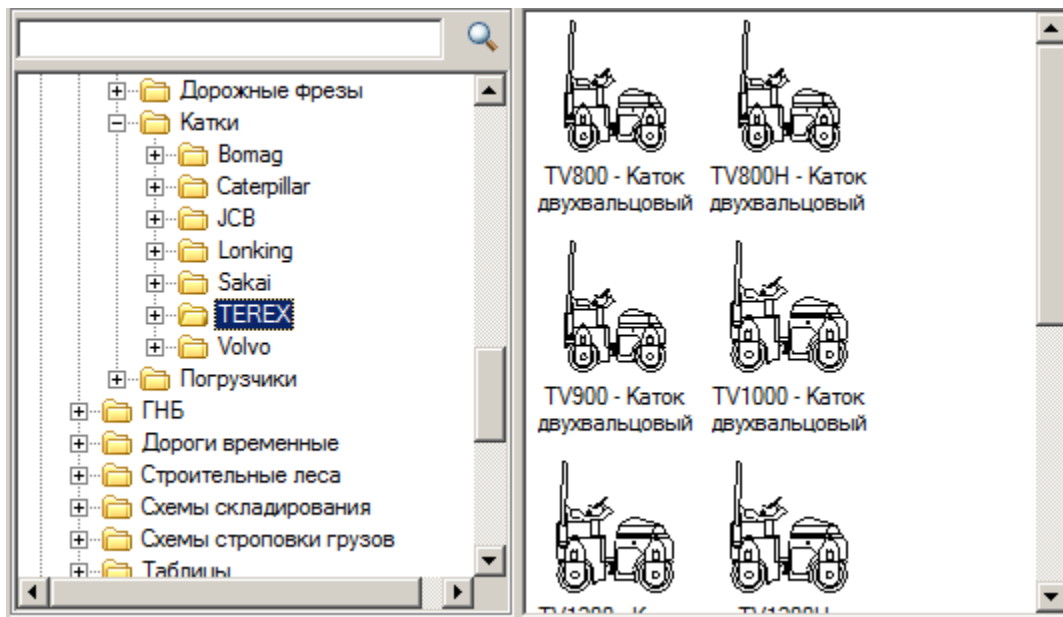 Дорожные фрезы
Катки
Bomag
Caterpillar
JCB
Lonking
Sakai
TEREX
Volvo
Погрузчики
ГНБ
Дороги временные
Строительные леса
Схемы складирования
Схемы строповки грузов
Таблицы
TV800 - Каток
двухвальцовый
TV800H - Каток
двухвальцовый
TV900 - Каток
двухвальцовый
TV1000 - Каток
двухвальцовый